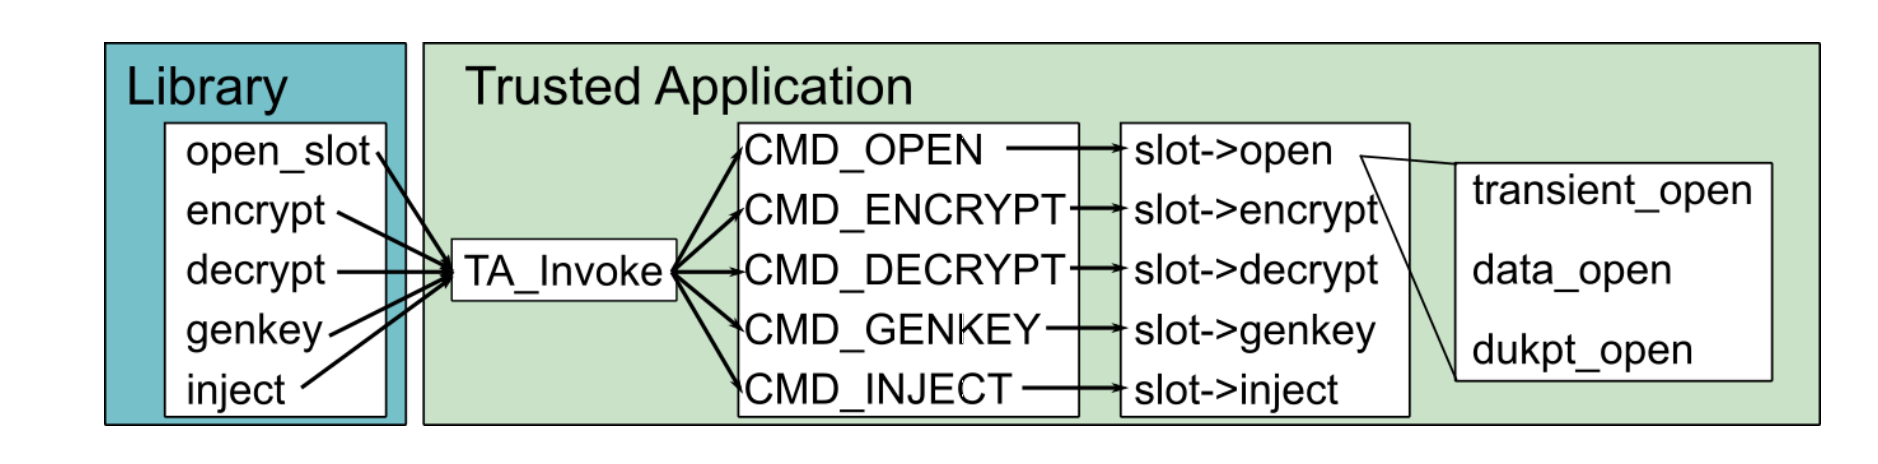 Library
open_slot
encrypt
decrypt
genkey
inject
Trusted Application
TA_Invoke
CMD_OPEN
CMD_ENCRYPT
CMD_DECRYPT
CMD_GENKEY
CMD_INJECT
slot->open
slot->encrypt
slot->decrypt
slot->genkey
slot->inject
transient_open
data_open
dukpt_open